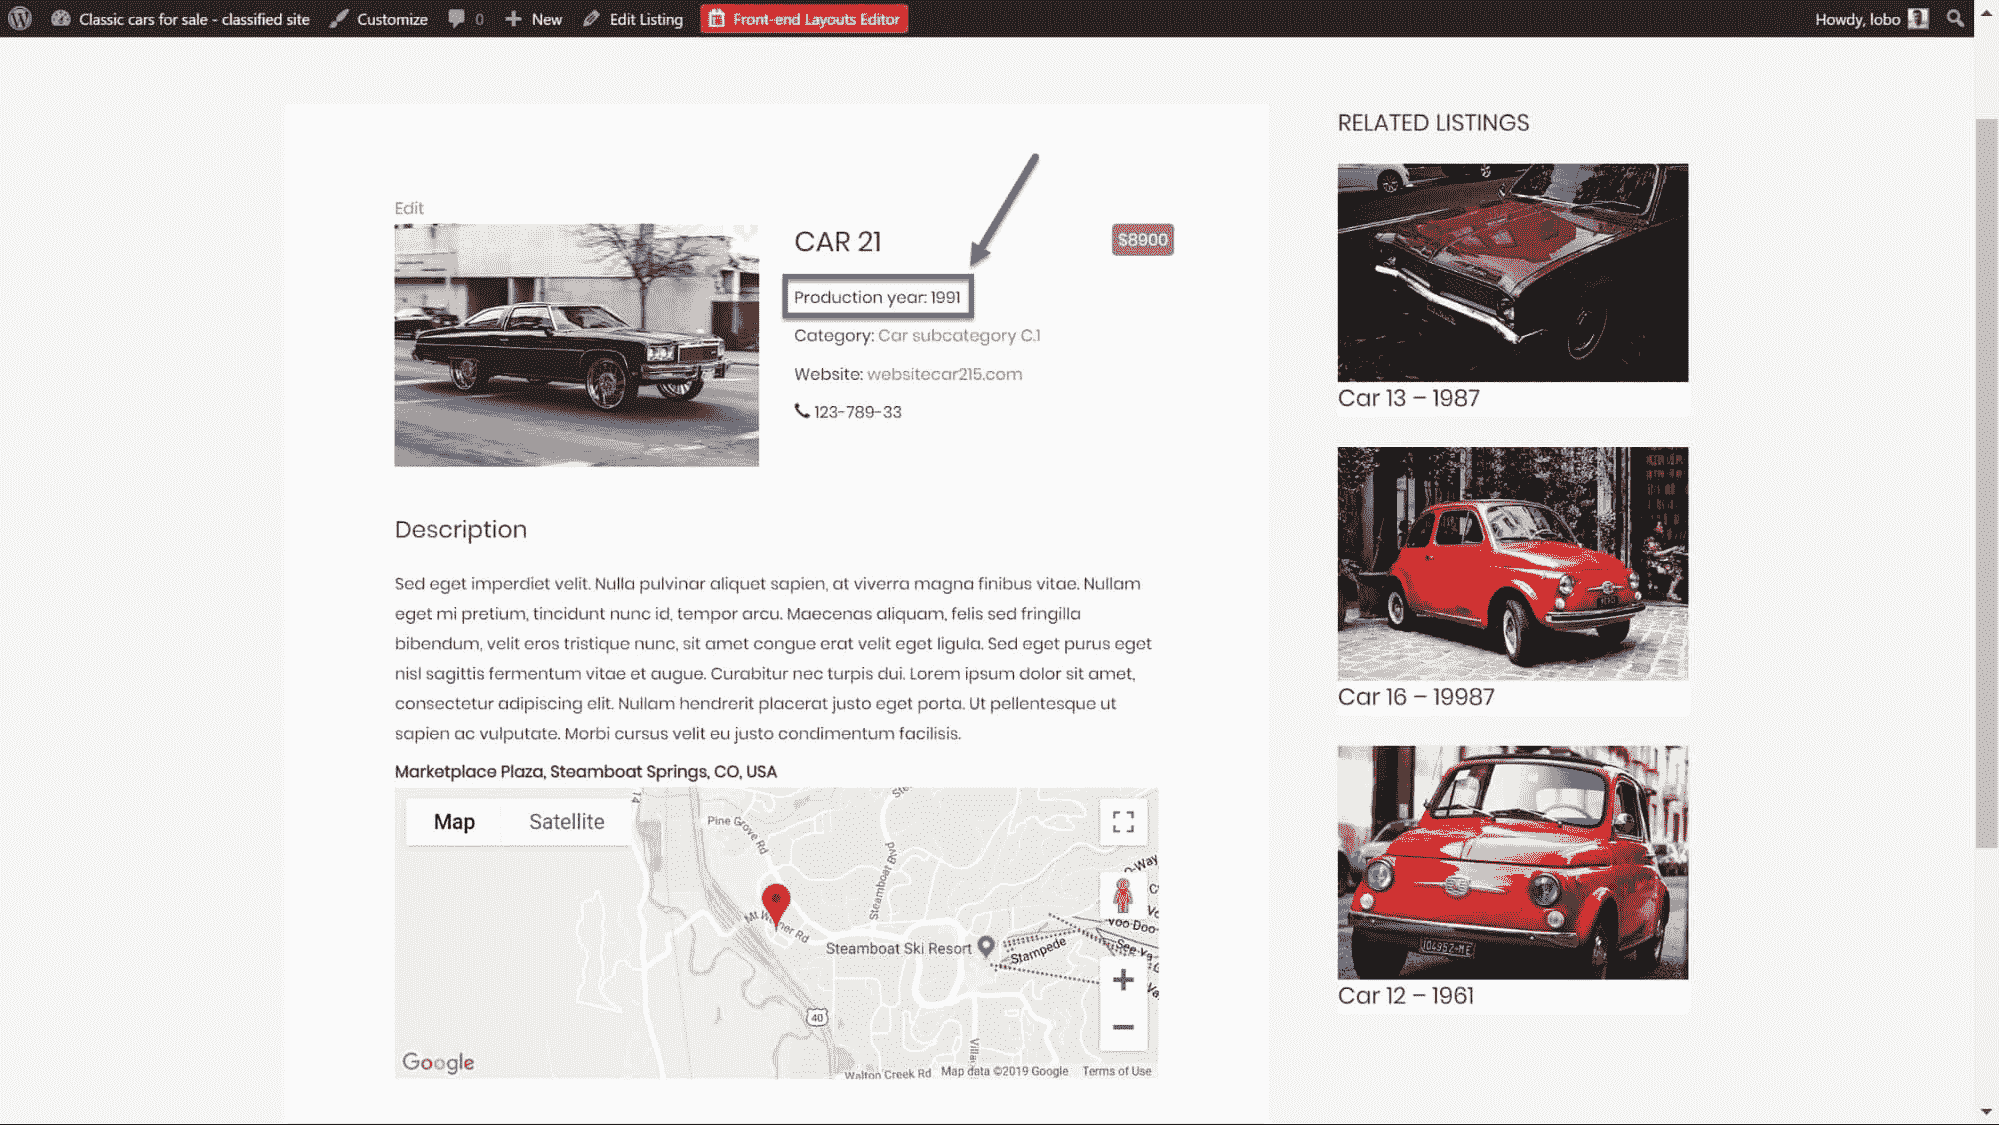 Classic cars for sale - classified site Customize 0 New Edit Listing Front-end Layouts Editor Howdy, lobo
RELATED LISTINGS
Edit
CAR 21
$8900
Production year: 1991
Category: Car subcategory C.1
Website: websitecar215.com
123-789-33
Car 13 – 1987
Description
Sed eget imperdiet velit. Nulla pulvinar aliquet sapien, at viverra magna finibus vitae. Nullam
eget mi pretium, tincidunt nunc id, tempor arcu. Maecenas aliquam, felis sed fringilla
bibendum, velit eros tristique nunc, sit amet congue erat velit eget ligula. Sed eget purus eget
nisl sagittis fermentum vitae et augue. Curabitur nec turpis dui. Lorem ipsum dolor sit amet,
consectetur adipiscing elit. Nullam hendrerit placerat justo eget porta. Ut pellentesque ut
sapien ac vulputate. Morbi cursus velit eu justo condimentum facilisis.
Car 16 – 19987
Marketplace Plaza, Steamboat Springs, CO, USA
Map Satellite
14
Pine Grove Rd
Steamboat Blvd
Mt Werner Rd
Steamboat Ski Resort
Stampede
o-Way
Voo Doo
See-Ya
40
Walton Creek Rd
Google
Map data ©2019 Google Terms of Use
104952-ME
Car 12 – 1961